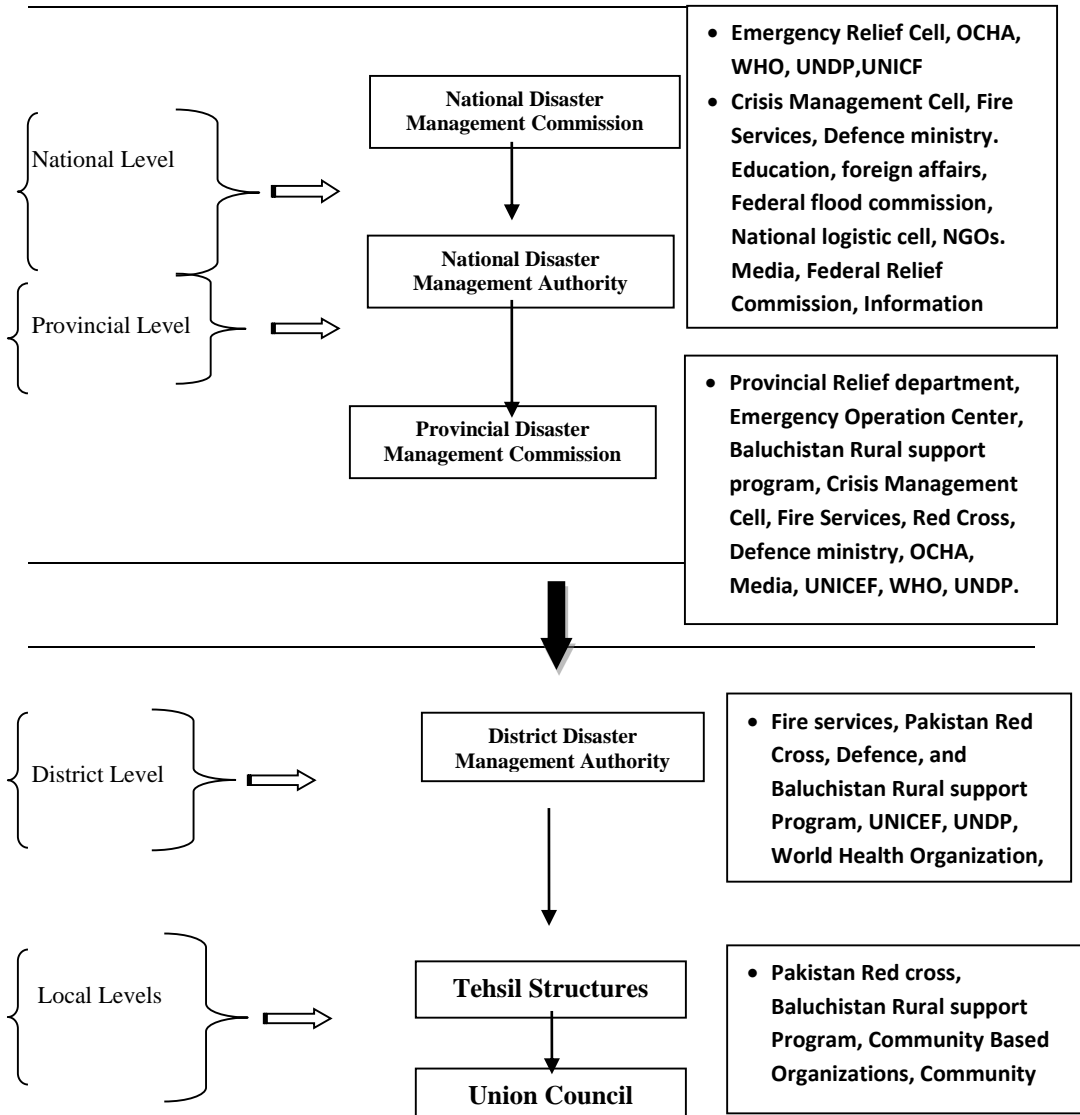 National Level
Provincial Level
National Disaster
Management Commission
National Disaster
Management Authority
Provincial Disaster
Management Commission
• Emergency Relief Cell, OCHA,
WHO, UNDP,UNICF
• Crisis Management Cell, Fire
Services, Defence ministry.
Education, foreign affairs,
Federal flood commission,
National logistic cell, NGOs.
Media, Federal Relief
Commission, Information
• Provincial Relief department,
Emergency Operation Center,
Baluchistan Rural support
program, Crisis Management
Cell, Fire Services, Red Cross,
Defence ministry, OCHA,
Media, UNICEF, WHO, UNDP.
District Level
District Disaster
Management Authority
• Fire services, Pakistan Red
Cross, Defence, and
Baluchistan Rural support
Program, UNICEF, UNDP,
World Health Organization,
Local Levels
Tehsil Structures
Union Council
• Pakistan Red cross,
Baluchistan Rural support
Program, Community Based
Organizations, Community